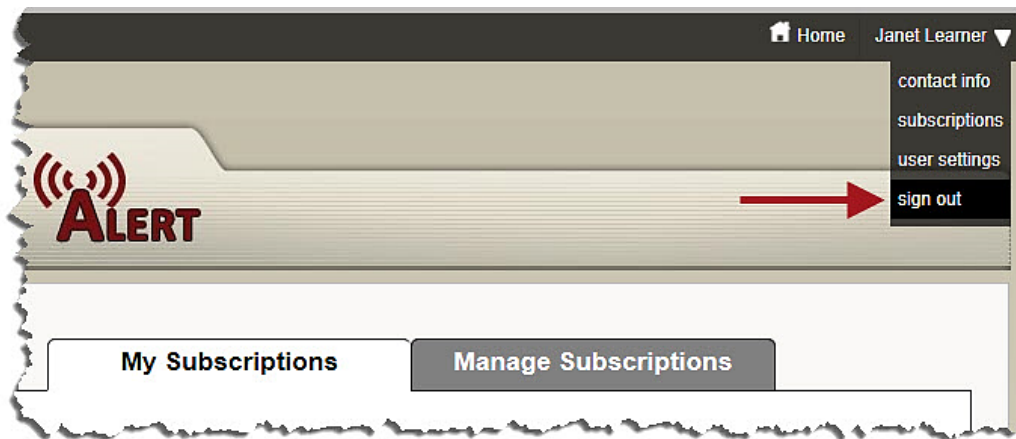 Home Janet Learner
contact info
subscriptions
user settings
sign out
ALERT
My Subscriptions Manage Subscriptions